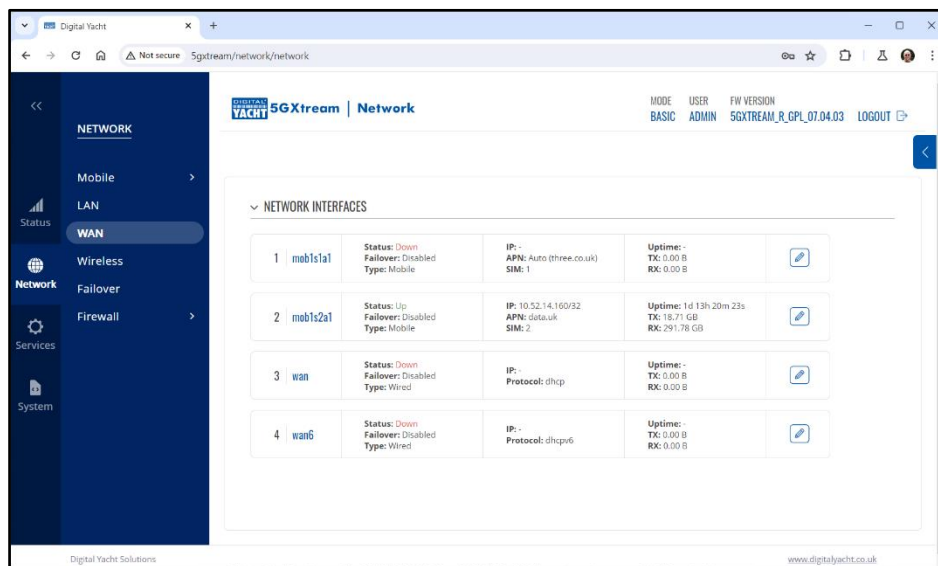 Digital Yacht
Not secure 5gxtream/network/network
DIGITAL YACHT 5GXtream | Network
MODE USER FW VERSION
BASIC ADMIN 5GXTREAM_R_GPL_07.04.03 LOGOUT
NETWORK
Mobile
LAN
WAN
Wireless
Failover
Firewall
Status
Network
Services
System
NETWORK INTERFACES
1 mob1s1a1
Status: Down
Failover: Disabled
Type: Mobile
IP: -
APN: Auto (three.co.uk)
SIM: 1
Uptime: -
TX: 0.00 B
RX: 0.00 B
2 mob1s2a1
Status: Up
Failover: Disabled
Type: Mobile
IP: 10.52.14.160/32
APN: data.uk
SIM: 2
Uptime: 1d 13h 20m 23s
TX: 18.71 GB
RX: 291.78 GB
3 wan
Status: Down
Failover: Disabled
Type: Wired
IP: -
Protocol: dhcp
Uptime: -
TX: 0.00 B
RX: 0.00 B
4 wan6
Status: Down
Failover: Disabled
Type: Wired
IP: -
Protocol: dhcpv6
Uptime: -
TX: 0.00 B
RX: 0.00 B
Digital Yacht Solutions
www.digitalyacht.co.uk